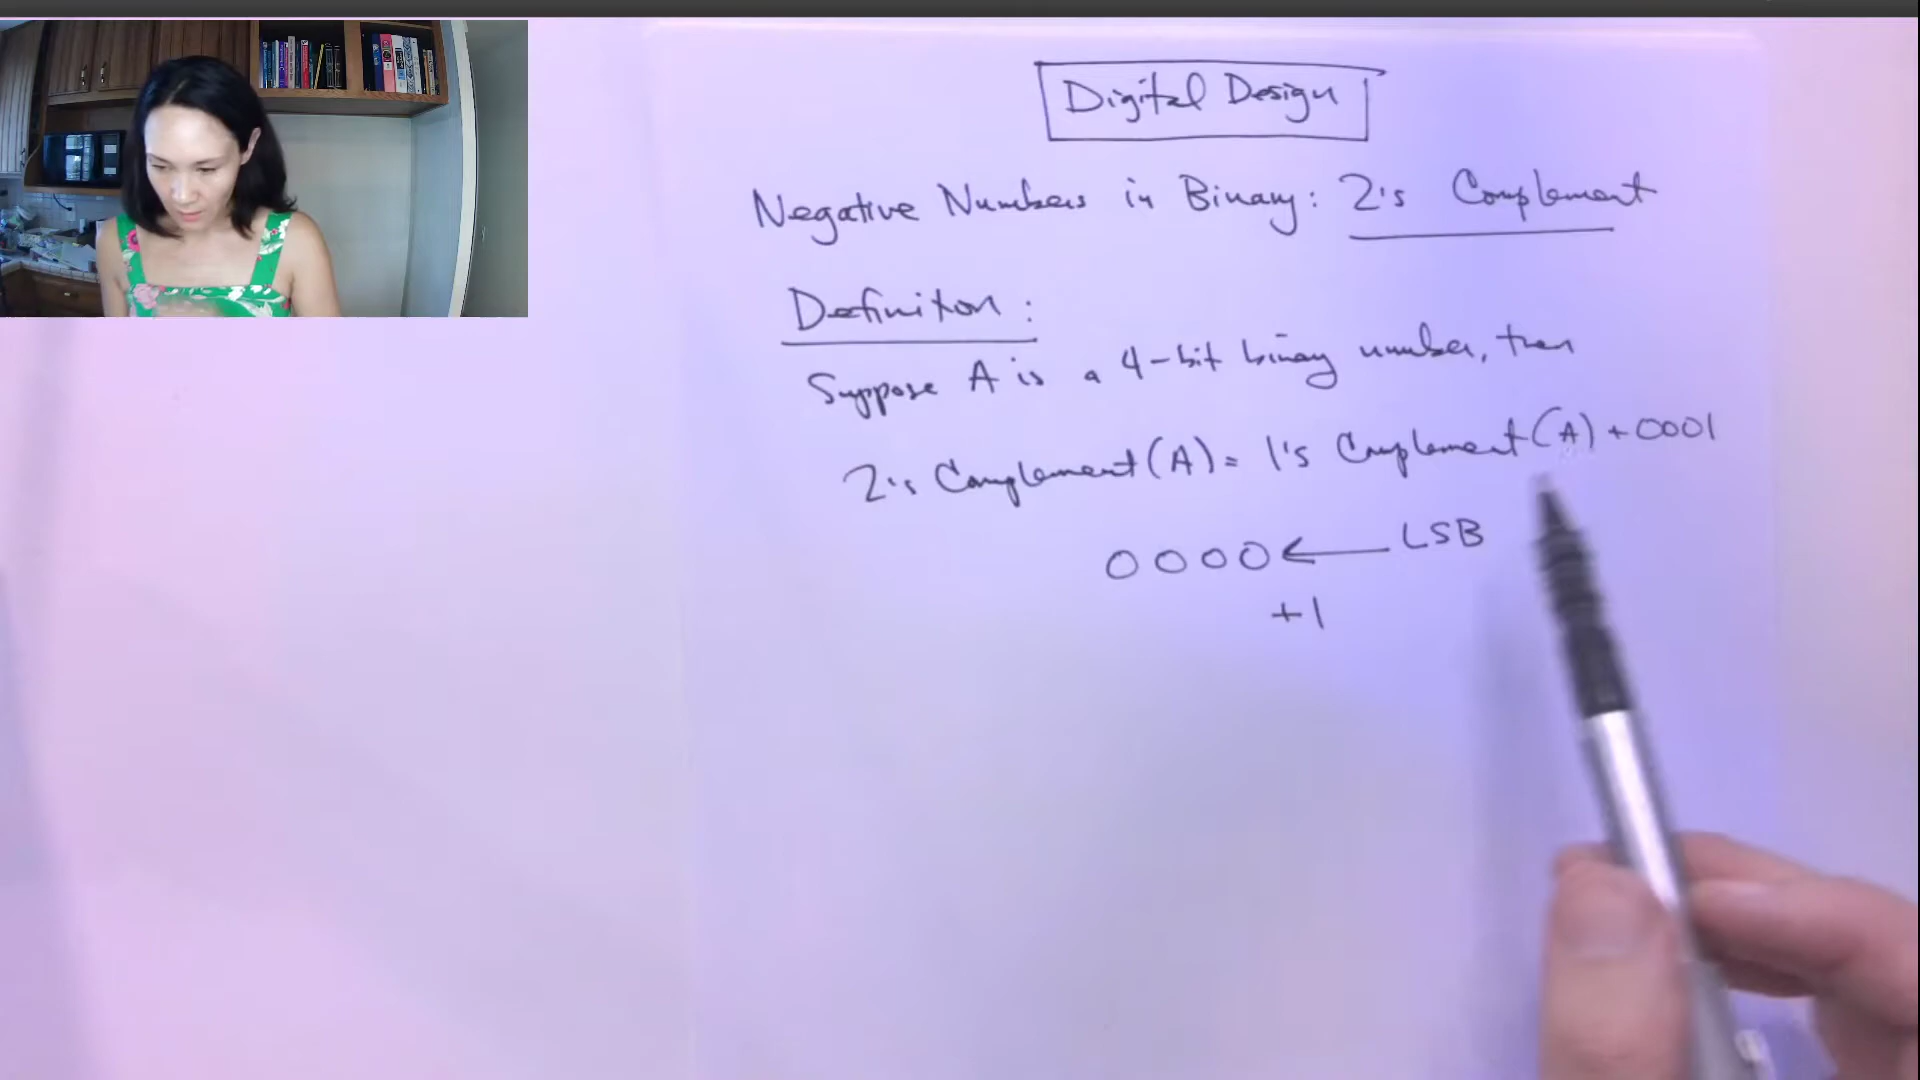 Digital Design
Negative Numbers in Binary: 2's Complement
Definiton:
Suppose A is a 4-bit binary number, then
2's Complement(A) = 1's Complement(A) + 0001
0000 ← LSB
+1